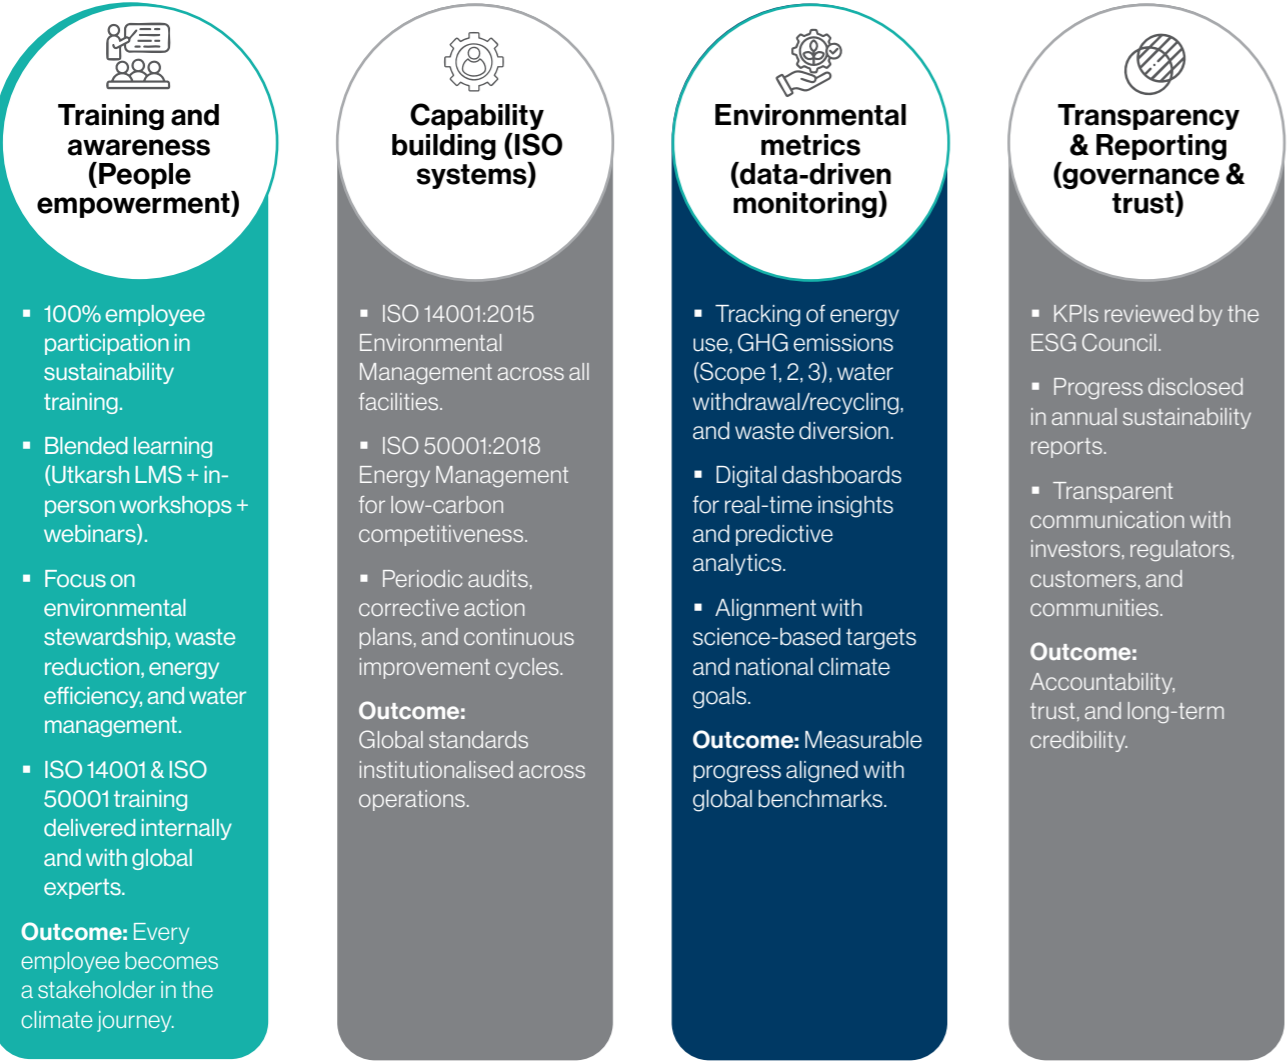 Training and
awareness
(People
empowerment)
▪ 100% employee
participation in
sustainability
training.
▪ Blended learning
(Utkarsh LMS + in-
person workshops +
webinars).
▪ Focus on
environmental
stewardship, waste
reduction, energy
efficiency, and water
management.
▪ ISO 14001 & ISO
50001 training
delivered internally
and with global
experts.
Outcome: Every
employee becomes
a stakeholder in the
climate journey.
Capability
building (ISO
systems)
▪ ISO 14001:2015
Environmental
Management across all
facilities.
▪ ISO 50001:2018
Energy Management
for low-carbon
competitiveness.
▪ Periodic audits,
corrective action
plans, and continuous
improvement cycles.
Outcome:
Global standards
institutionalised across
operations.
Environmental
metrics
(data-driven
monitoring)
▪ Tracking of energy
use, GHG emissions
(Scope 1, 2, 3), water
withdrawal/recycling,
and waste diversion.
▪ Digital dashboards
for real-time insights
and predictive
analytics.
▪ Alignment with
science-based targets
and national climate
goals.
Outcome: Measurable
progress aligned with
global benchmarks.
Transparency
& Reporting
(governance &
trust)
▪ KPIs reviewed by the
ESG Council.
▪ Progress disclosed
in annual sustainability
reports.
▪ Transparent
communication with
investors, regulators,
customers, and
communities.
Outcome:
Accountability,
trust, and long-term
credibility.